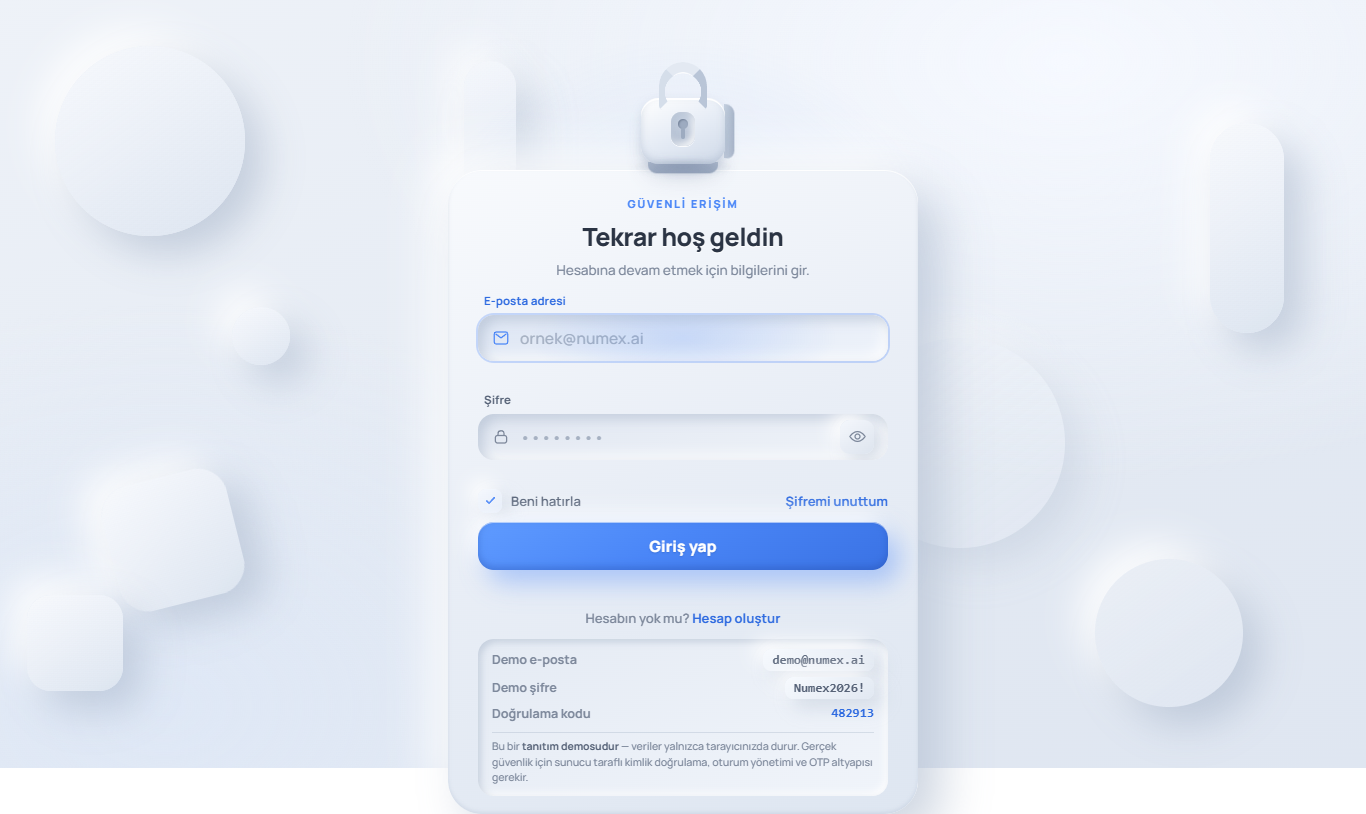 GÜVENLİ ERİŞİM
Tekrar hoş geldin
Hesabına devam etmek için bilgilerini gir.
E-posta adresi
ornek@numex.ai
Şifre
••••••••
Beni hatırla
Şifremi unuttum
Giriş yap
Hesabın yok mu? Hesap oluştur
Demo e-posta
demo@numex.ai
Demo şifre
Numex2026!
Doğrulama kodu
482913
Bu bir tanıtım demosudur — veriler yalnızca tarayıcınızda durur. Gerçek
güvenlik için sunucu taraflı kimlik doğrulama, oturum yönetimi ve OTP altyapısı
gerekir.